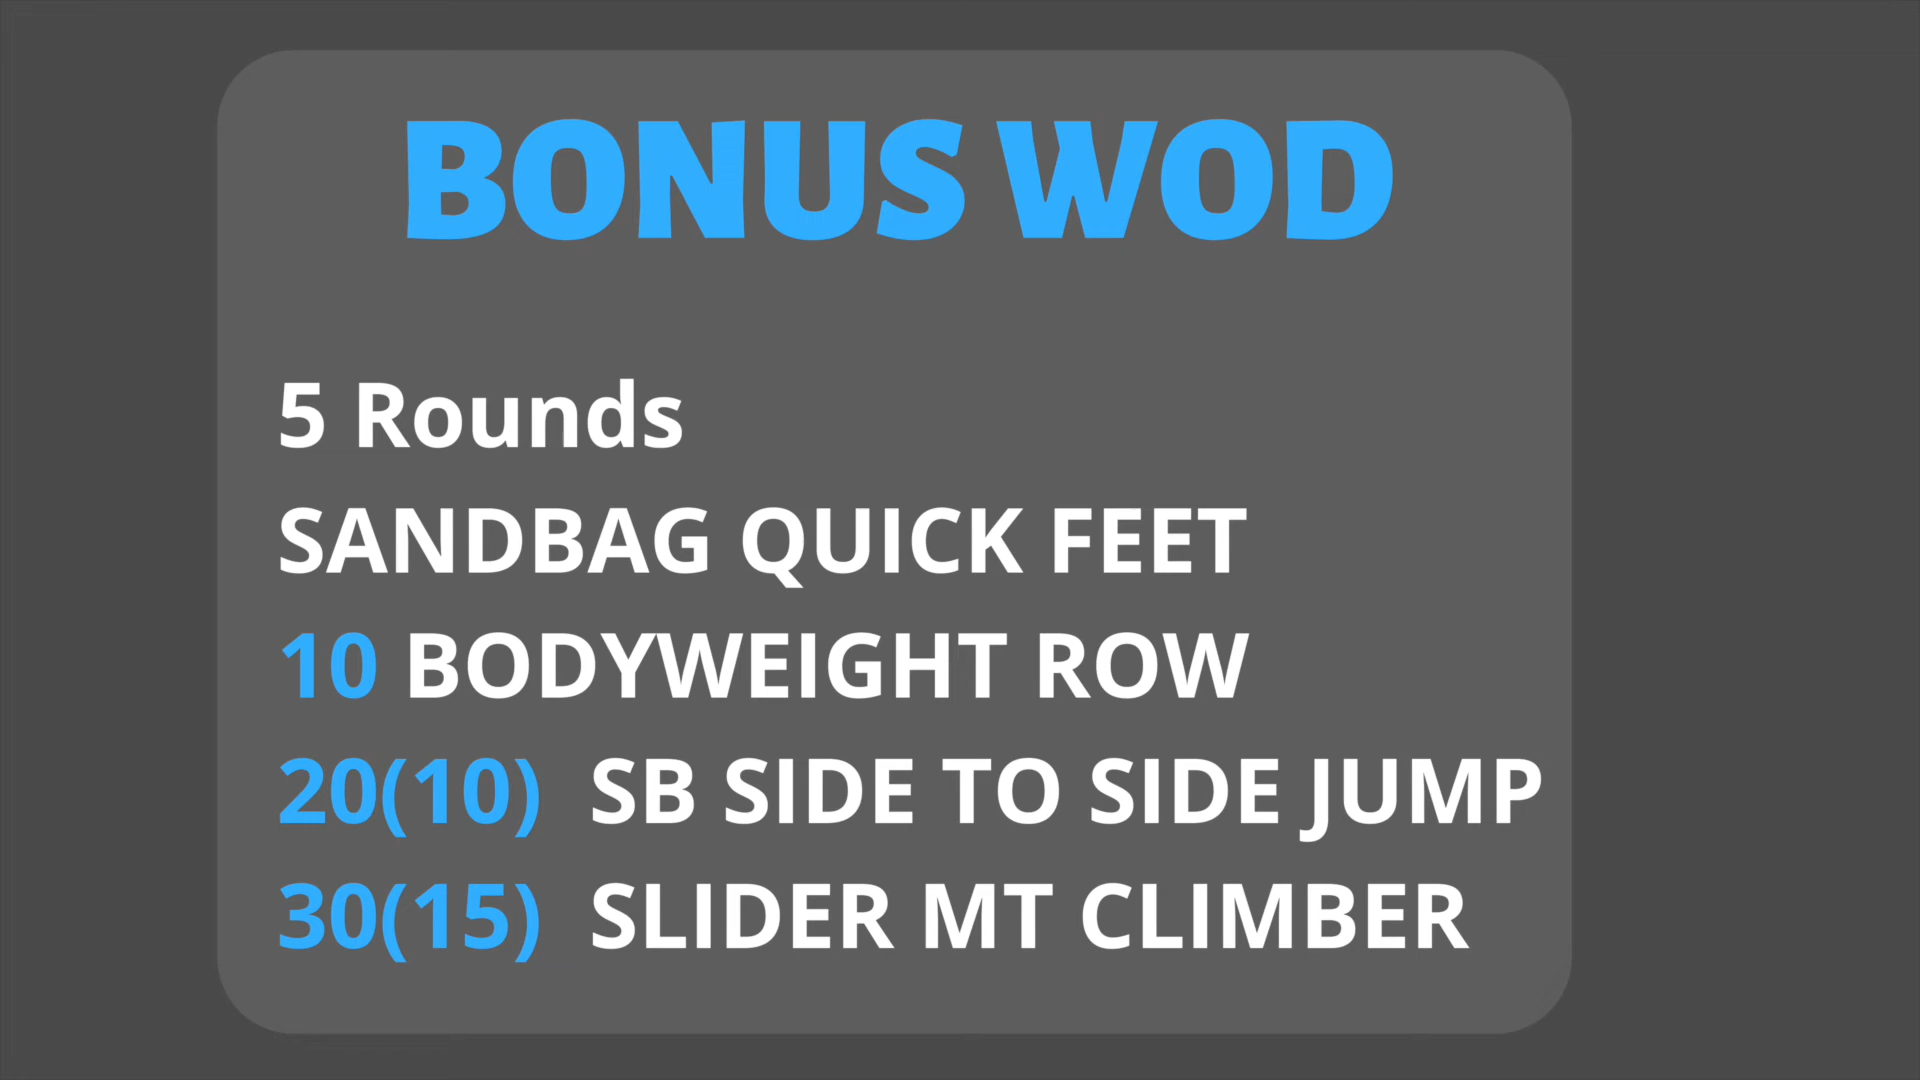 BONUS WOD
5 Rounds
SANDBAG QUICK FEET
10 BODYWEIGHT ROW
20(10) SB SIDE TO SIDE JUMP
30(15) SLIDER MT CLIMBER